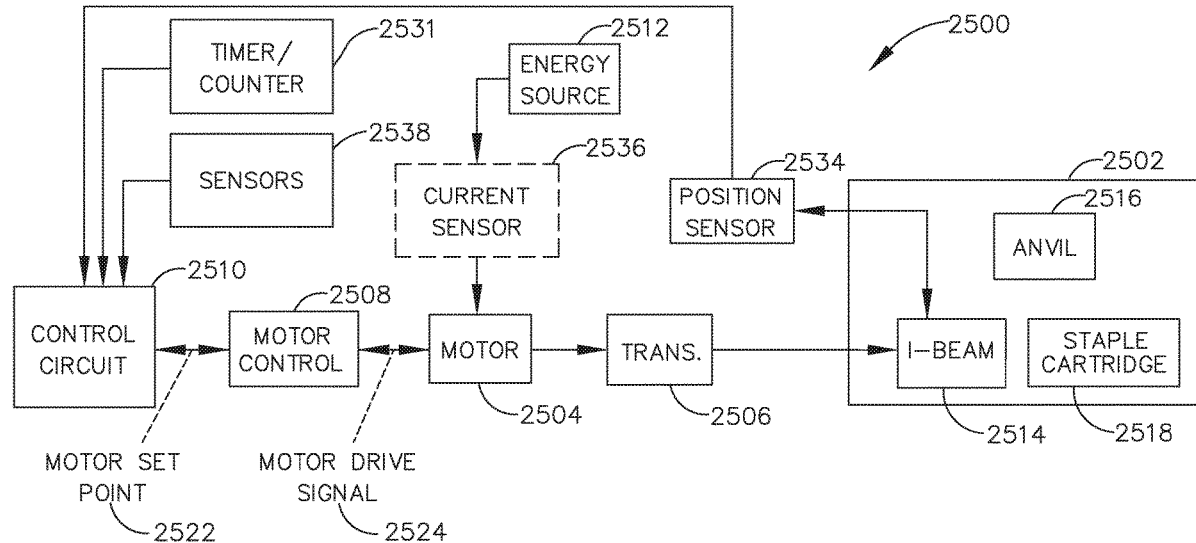 2531
TIMER/
COUNTER
2512
ENERGY
SOURCE
2500
2538
SENSORS
2536
CURRENT
SENSOR
2534
POSITION
SENSOR
2502
2516
ANVIL
2510
CONTROL
CIRCUIT
2508
MOTOR
CONTROL
MOTOR
2504
TRANS.
2506
I-BEAM
2514
STAPLE
CARTRIDGE
2518
MOTOR SET
POINT
2522
MOTOR DRIVE
SIGNAL
2524